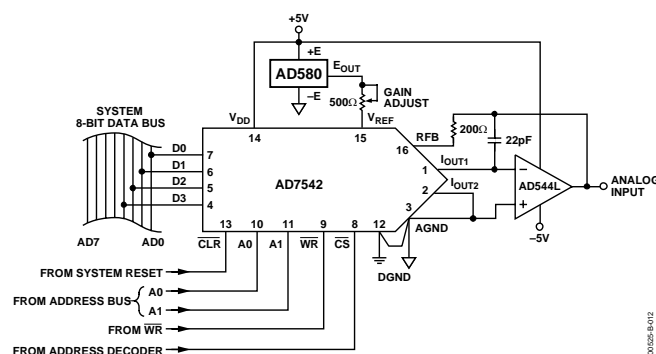 +5V
+E
AD580
EOUT
–E
500Ω
GAIN
ADJUST
SYSTEM
8-BIT DATA BUS
VDD
VREF
14
15
RFB
200Ω
22pF
16
D0
7
D1
6
D2
5
D3
4
AD7542
1
IOUT1
2
IOUT2
3
AGND
–
AD544L
+
ANALOG
INPUT
–5V
AD7
AD0
13
10
11
9
8
12
CLR
A0
A1
WR
CS
DGND
FROM SYSTEM RESET
FROM ADDRESS BUS
A0
A1
FROM WR
FROM ADDRESS DECODER
00525-B-012